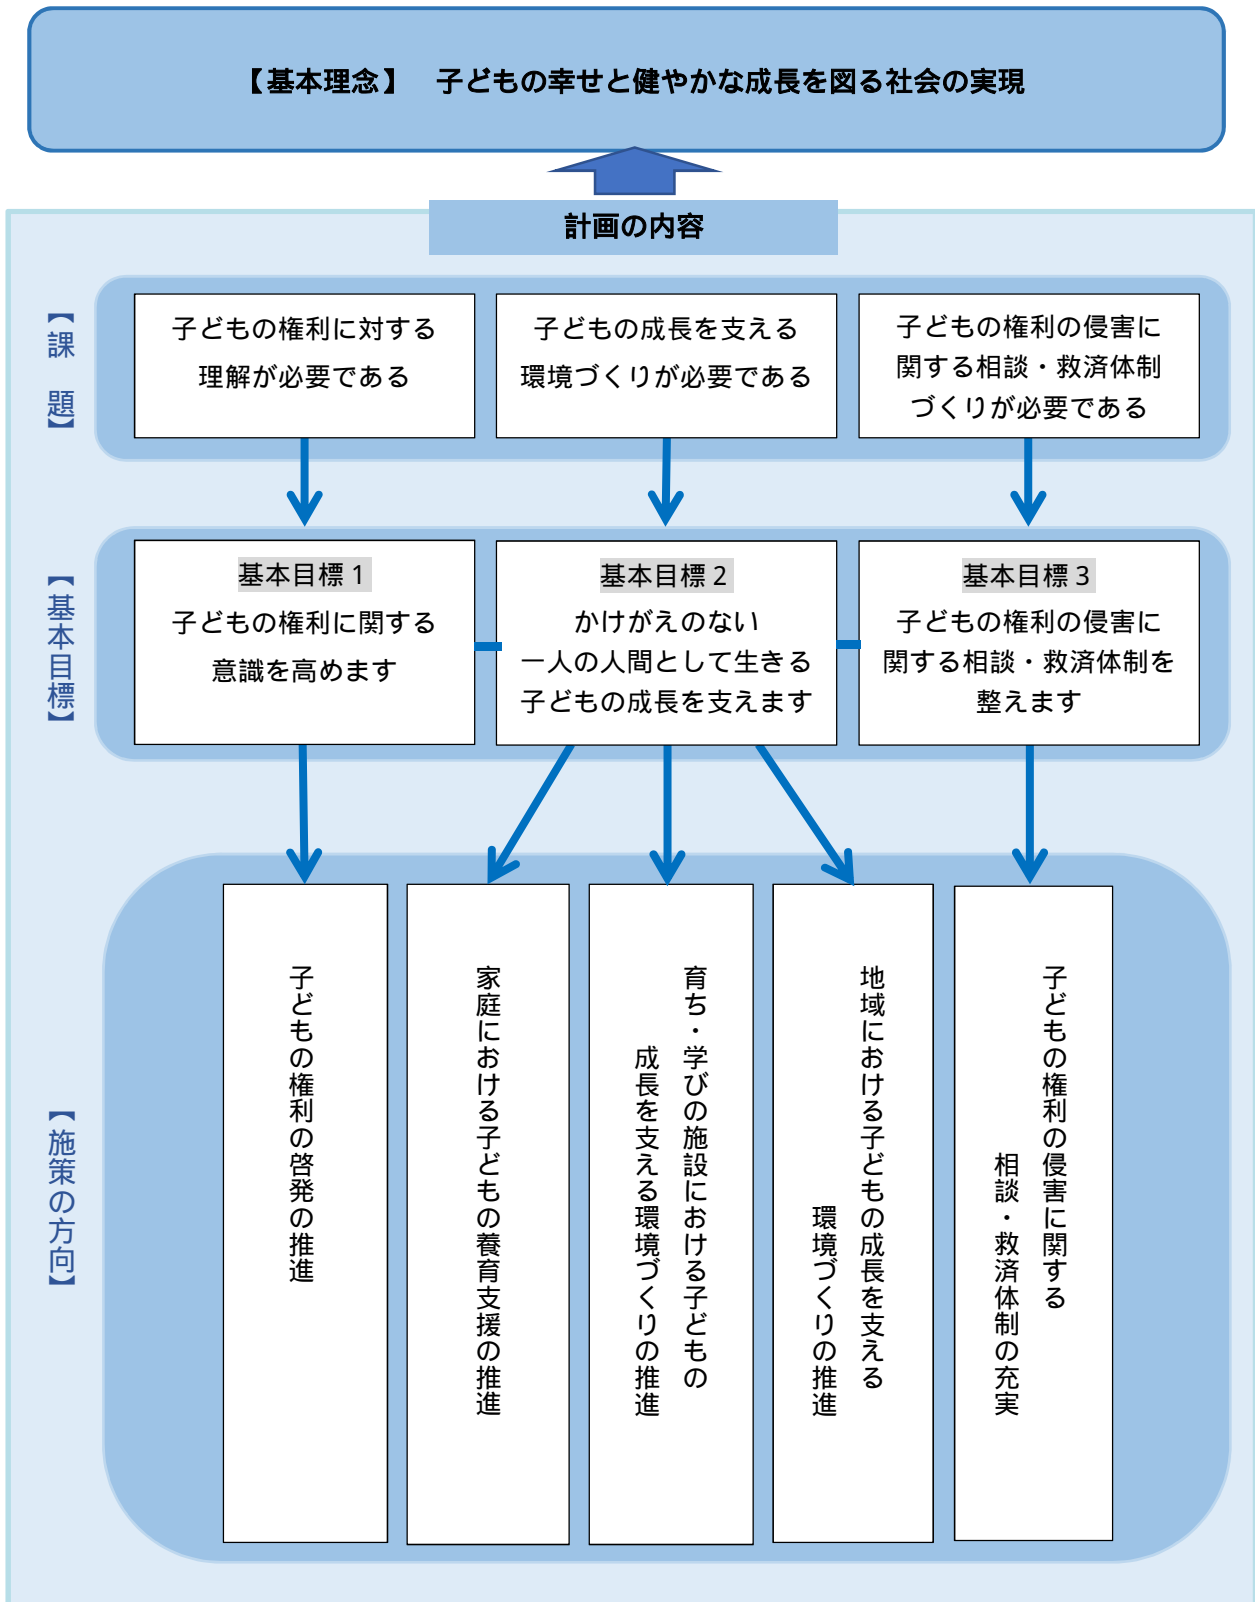 【基本理念】　子どもの幸せと健やかな成長を図る社会の実現
計画の内容
【課　題】
子どもの権利に対する
理解が必要である
子どもの成長を支える
環境づくりが必要である
子どもの権利の侵害に
関する相談・救済体制
づくりが必要である
【基本目標】
基本目標１
子どもの権利に関する
意識を高めます
基本目標２
かけがえのない
一人の人間として生きる
子どもの成長を支えます
基本目標３
子どもの権利の侵害に
関する相談・救済体制を
整えます
【施策の方向】
子どもの権利の啓発の推進
家庭における子どもの養育支援の推進
育ち・学びの施設における子どもの
成長を支える環境づくりの推進
地域における子どもの成長を支える
環境づくりの推進
子どもの権利の侵害に関する
相談・救済体制の充実